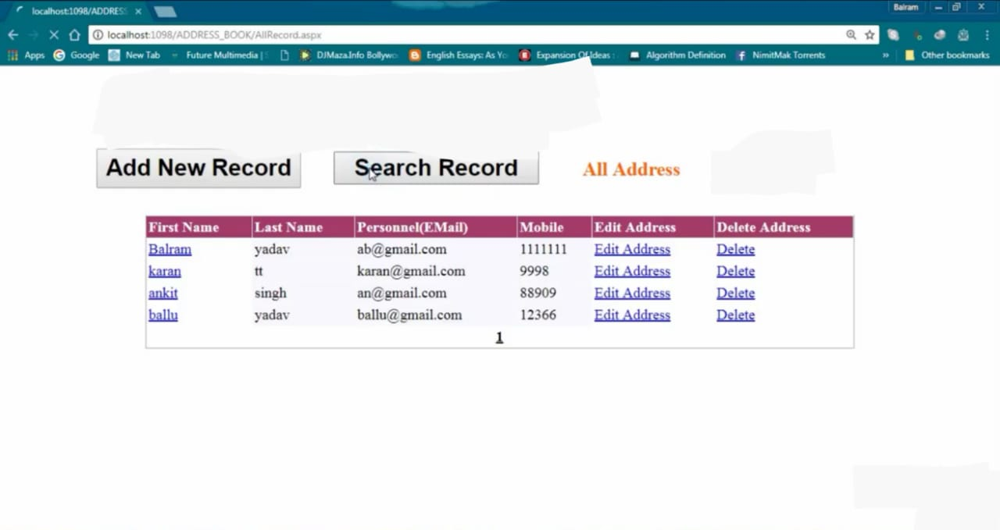 localhost:1098/ADDRESS
Balram
localhost:1098/ADDRESS_BOOK/AllRecord.aspx
Apps Google New Tab Future Multimedia | DJMaza.Info Bollywo English Essays: As Yo Expansion Of Ideas : Algorithm Definition NimitMak Torrents » Other bookmarks
Add New Record Search Record All Address
First Name Last Name Personnel(EMail) Mobile Edit Address Delete Address
Balram yadav ab@gmail.com 1111111 Edit Address Delete
karan tt karan@gmail.com 9998 Edit Address Delete
ankit singh an@gmail.com 88909 Edit Address Delete
ballu yadav ballu@gmail.com 12366 Edit Address Delete
1